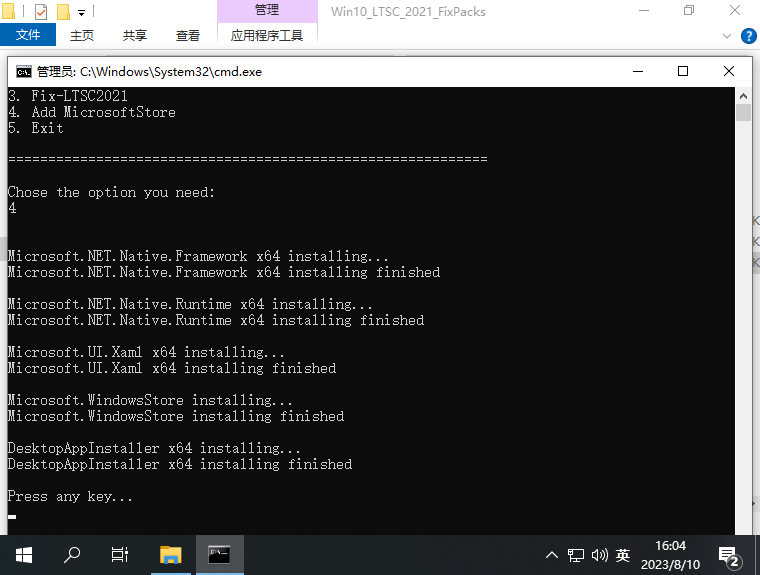 管理
Win10_LTSC_2021_FixPacks
文件
主页
共享
查看
应用程序工具
管理员: C:\Windows\System32\cmd.exe
3. Fix-LTSC2021
4. Add MicrosoftStore
5. Exit
============================================================
Chose the option you need:
4
Microsoft.NET.Native.Framework x64 installing...
Microsoft.NET.Native.Framework x64 installing finished
Microsoft.NET.Native.Runtime x64 installing...
Microsoft.NET.Native.Runtime x64 installing finished
Microsoft.UI.Xaml x64 installing...
Microsoft.UI.Xaml x64 installing finished
Microsoft.WindowsStore installing...
Microsoft.WindowsStore installing finished
DesktopAppInstaller x64 installing...
DesktopAppInstaller x64 installing finished
Press any key...
英
16:04
2023/8/10
2